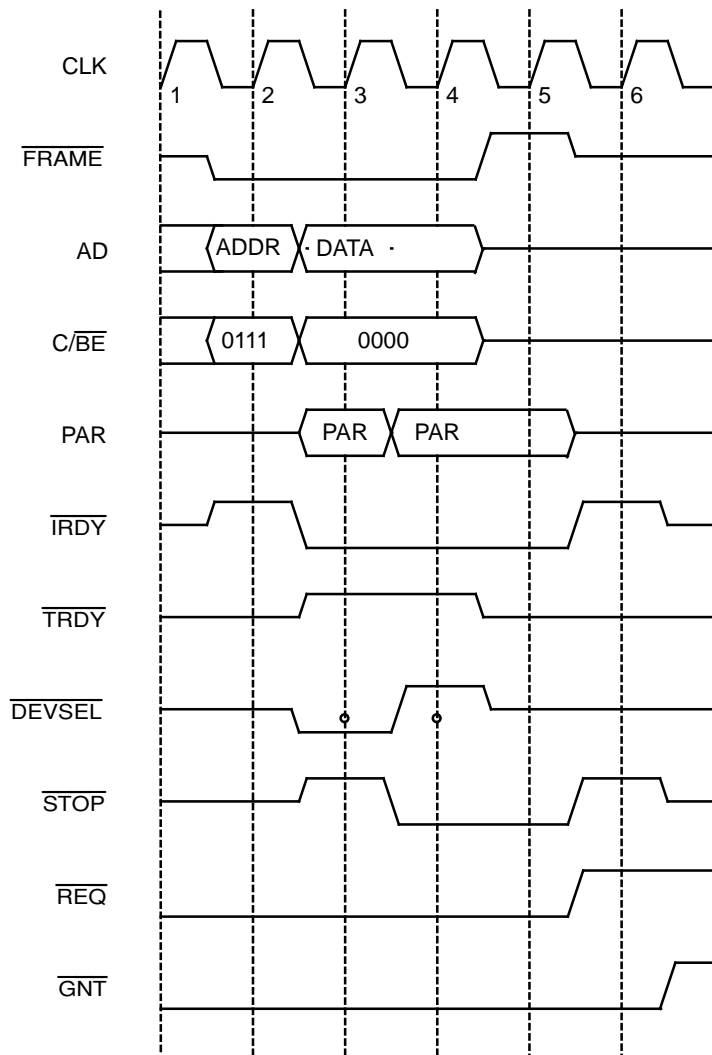 CLK
1 2 3 4 5 6
FRAME
AD ADDR DATA
C/BE 0111 0000
PAR PAR PAR
IRDY
TRDY
DEVSEL
STOP
REQ
GNT